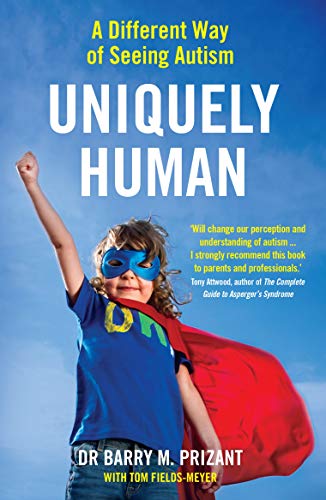 A Different Way
of Seeing Autism
UNIQUELY
HUMAN
‘Will change our perception and
understanding of autism ...
I strongly recommend this book
to parents and professionals.’
Tony Attwood, author of The Complete
Guide to Asperger’s Syndrome
DR BARRY M. PRIZANT
WITH TOM FIELDS-MEYER